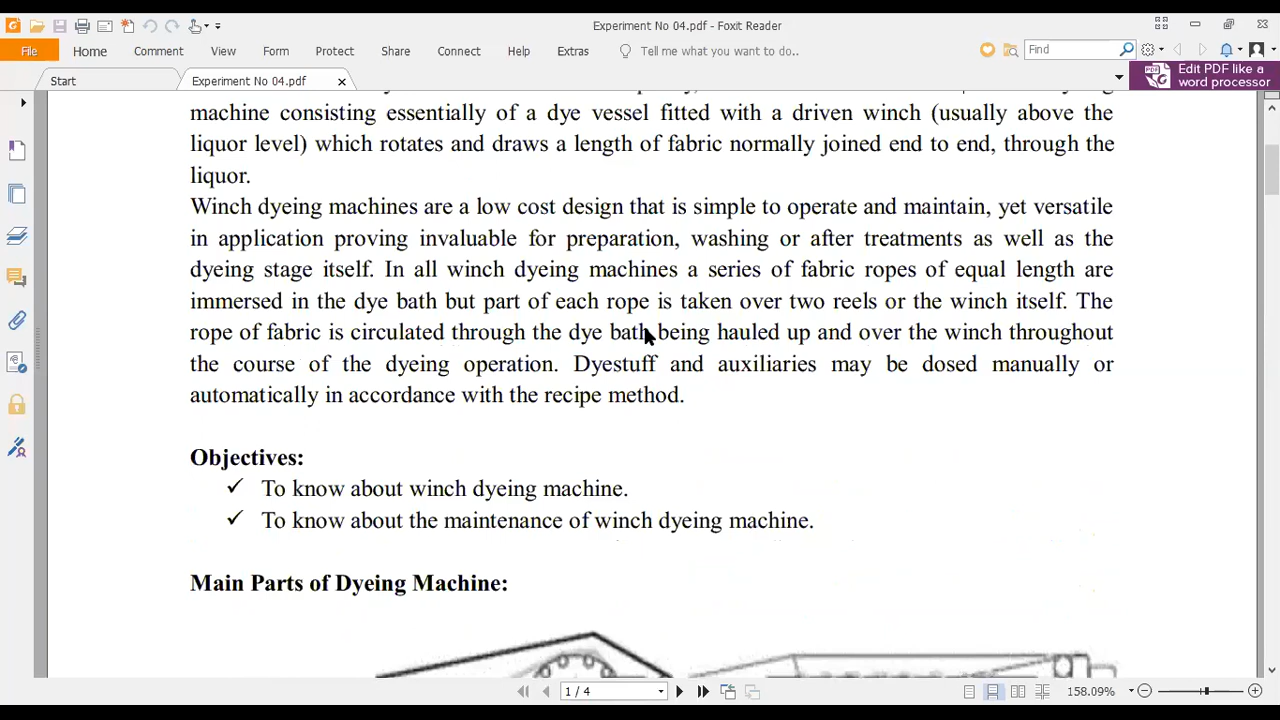 Experiment No 04.pdf - Foxit Reader
File Home Comment View Form Protect Share Connect Help Extras Tell me what you want to do.. Find
Start Experiment No 04.pdf
Edit PDF like a
word processor
machine consisting essentially of a dye vessel fitted with a driven winch (usually above the
liquor level) which rotates and draws a length of fabric normally joined end to end, through the
liquor.
Winch dyeing machines are a low cost design that is simple to operate and maintain, yet versatile
in application proving invaluable for preparation, washing or after treatments as well as the
dyeing stage itself. In all winch dyeing machines a series of fabric ropes of equal length are
immersed in the dye bath but part of each rope is taken over two reels or the winch itself. The
rope of fabric is circulated through the dye bath being hauled up and over the winch throughout
the course of the dyeing operation. Dyestuff and auxiliaries may be dosed manually or
automatically in accordance with the recipe method.
Objectives:
✓ To know about winch dyeing machine.
✓ To know about the maintenance of winch dyeing machine.
Main Parts of Dyeing Machine:
1 / 4 158.09%